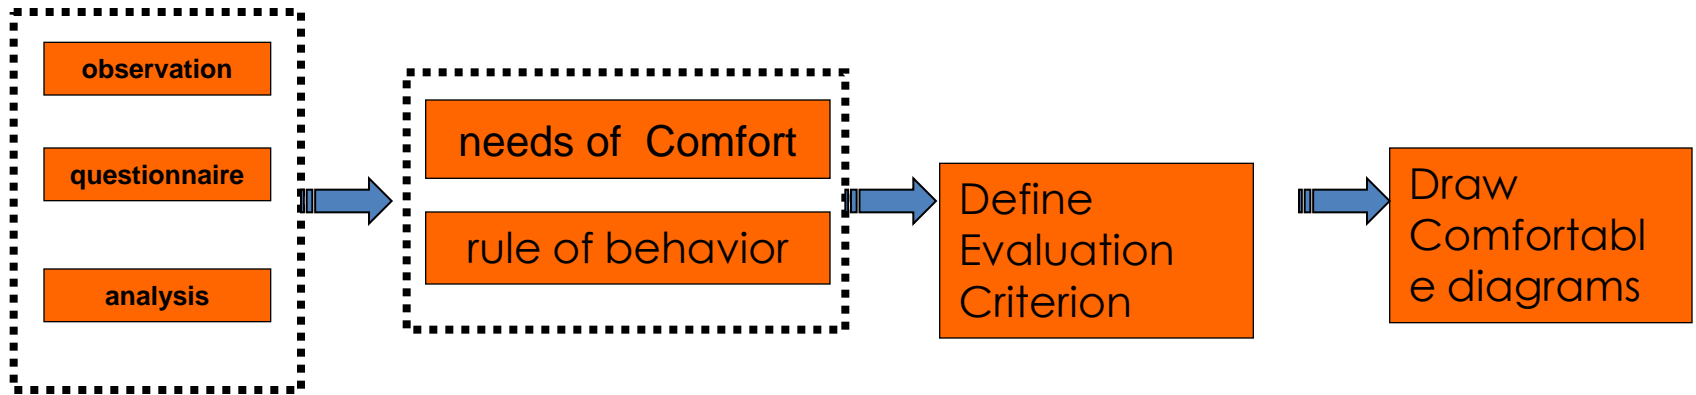 observation
questionnaire
analysis
needs of  Comfort
rule of behavior
Define
Evaluation
Criterion
Draw
Comfortabl
e diagrams